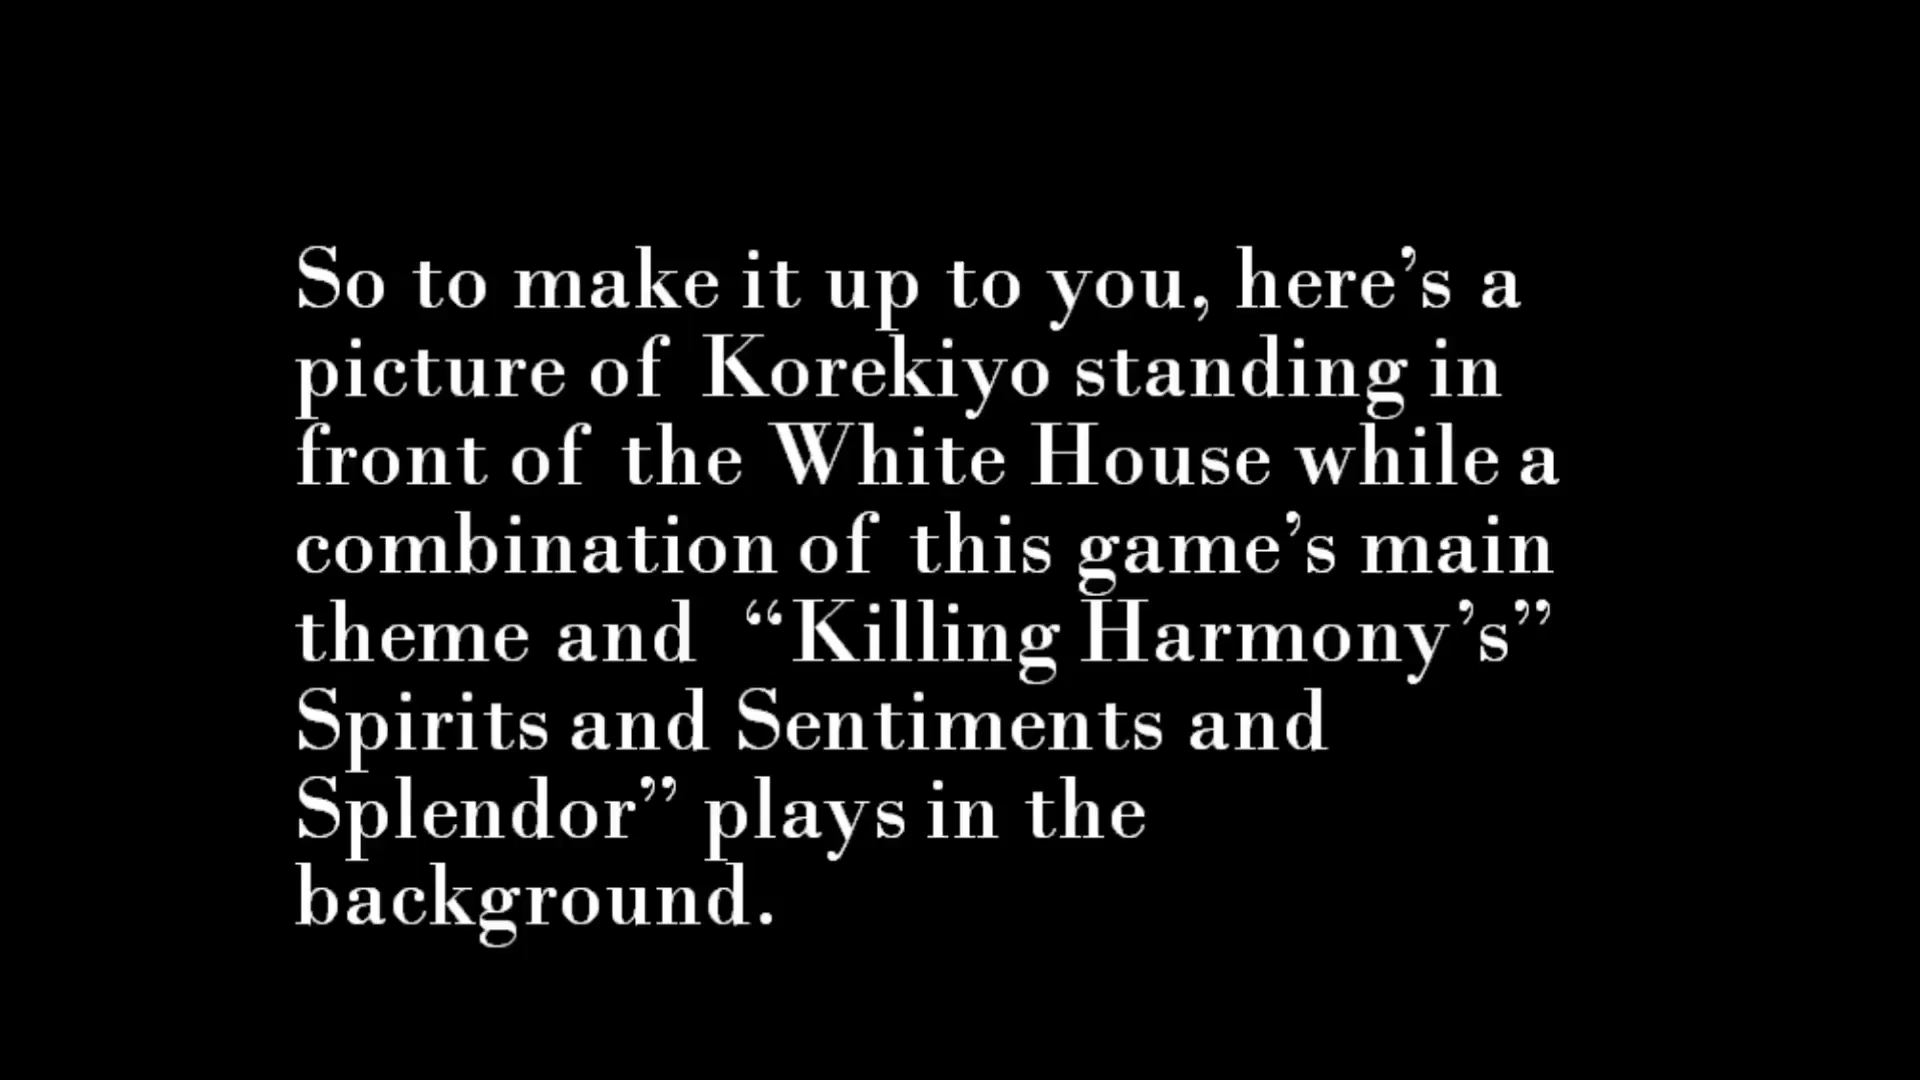 So to make it up to you, here’s a
picture of Korekiyo standing in
front of the White House while a
combination of this game’s main
theme and “Killing Harmony’s”
Spirits and Sentiments and
Splendor” plays in the
background.